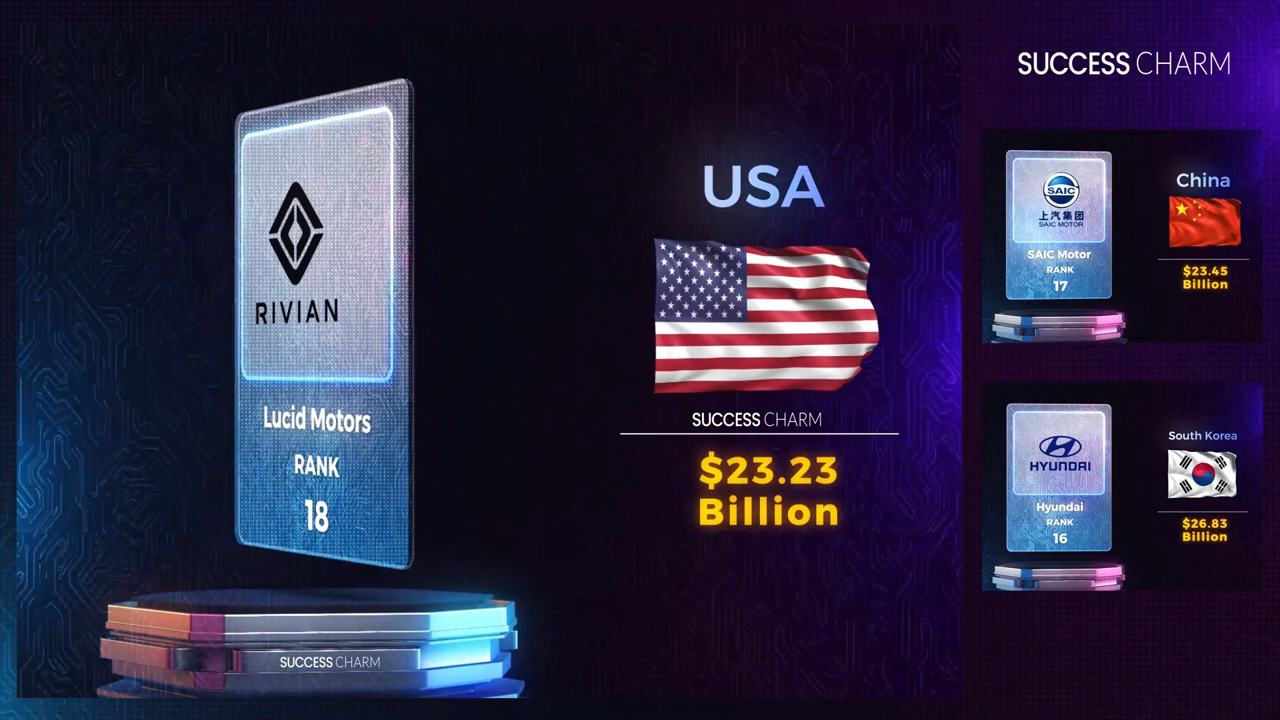 SUCCESS CHARM
RIVIAN
Lucid Motors
RANK
18
SUCCESS CHARM
USA
SUCCESS CHARM
$23.23
Billion
SAIC
上汽集团
SAIC MOTOR
SAIC Motor
RANK
17
China
$23.45
Billion
HYUNDAI
Hyundai
RANK
16
South Korea
$26.83
Billion